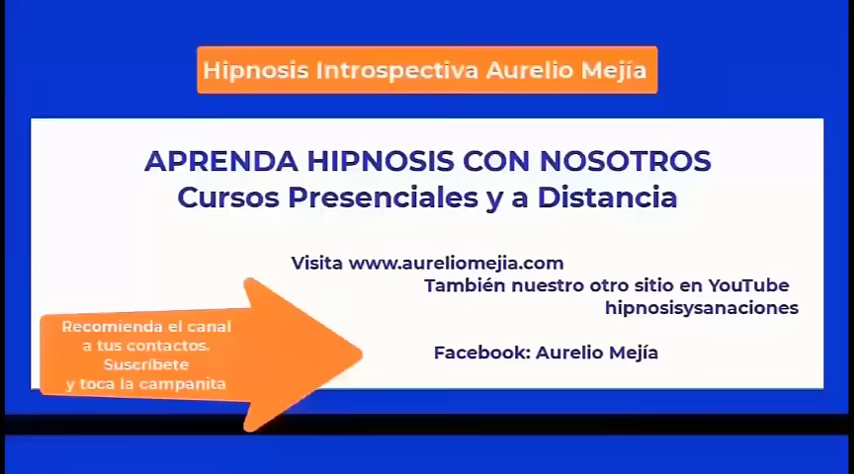 Hipnosis Introspectiva Aurelio Mejía
APRENDA HIPNOSIS CON NOSOTROS
Cursos Presenciales y a Distancia
Visita www.aureliomejia.com
También nuestro otro sitio en YouTube
hipnosisysanaciones
Facebook: Aurelio Mejía
Recomienda el canal
a tus contactos.
Suscríbete
y toca la campanita